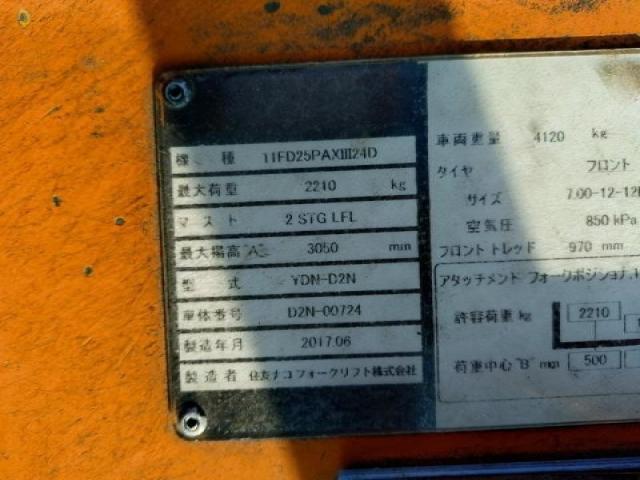 機 種 11FD25PAXⅢ24D
最大荷重 2210 kg
マスト 2 STG LFL
最大揚高"A" 3050 mm
型 式 YDN-D2N
車体番号 D2N-00724
製造年月 2017.06
製造者 住友ナコフォークリフト株式会社
車両重量 4120 kg
タイヤ フロント
サイズ 7.00-12-12
空気圧 850 kPa
フロントトレッド 970 mm
アタッチメント フォークポジショナ
許容荷重 kg 2210
荷重中心"B" mm 500